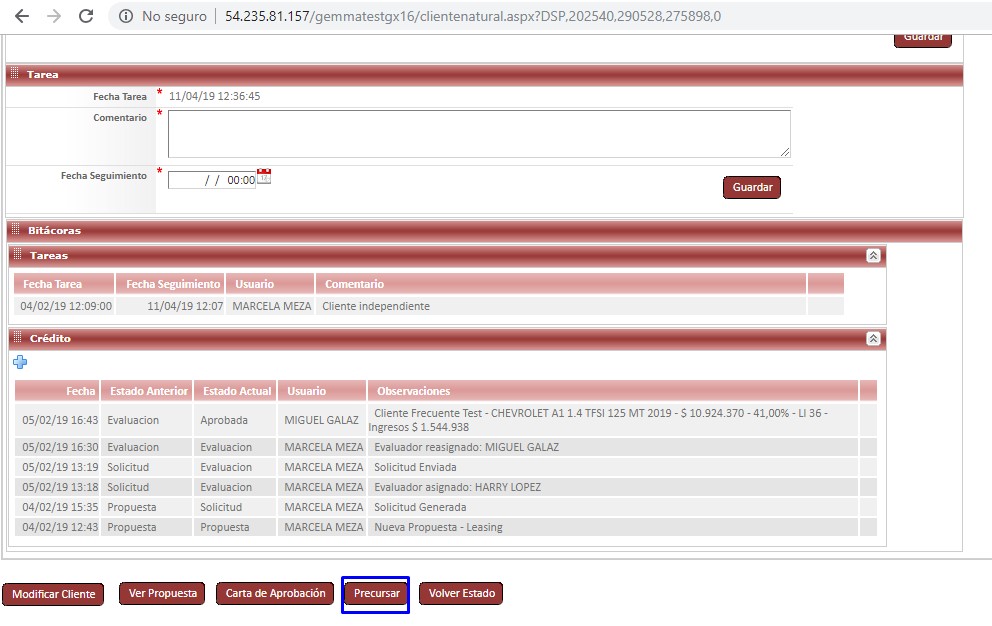 No seguro | 54.235.81.157/gemmatestgx16/clientenatural.aspx?DSP,202540,290528,275898,0
Guardar
Tarea
Fecha Tarea * 11/04/19 12:36:45
Comentario *
Fecha Seguimiento * / / 00:00
Guardar
Bitácoras
Tareas
Fecha Tarea Fecha Seguimiento Usuario Comentario
04/02/19 12:09:00 11/04/19 12:07 MARCELA MEZA Cliente independiente
Crédito
Fecha Estado Anterior Estado Actual Usuario Observaciones
05/02/19 16:43 Evaluacion Aprobada MIGUEL GALAZ Cliente Frecuente Test - CHEVROLET A1 1.4 TFSI 125 MT 2019 - $ 10.924.370 - 41,00% - LI 36 -
Ingresos $ 1.544.938
05/02/19 16:30 Evaluacion Evaluacion MARCELA MEZA Evaluador reasignado: MIGUEL GALAZ
05/02/19 13:19 Solicitud Evaluacion MARCELA MEZA Solicitud Enviada
05/02/19 13:18 Solicitud Evaluacion MARCELA MEZA Evaluador asignado: HARRY LOPEZ
04/02/19 15:35 Propuesta Solicitud MARCELA MEZA Solicitud Generada
04/02/19 12:43 Propuesta Propuesta MARCELA MEZA Nueva Propuesta - Leasing
Modificar Cliente Ver Propuesta Carta de Aprobación Precursar Volver Estado